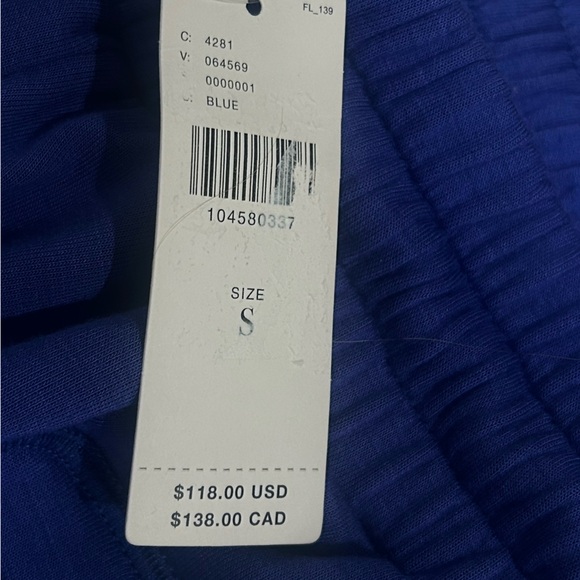 FL_139
C: 4281
V: 064569
0000001
BLUE
104580337
SIZE
S
$118.00 USD
$138.00 CAD